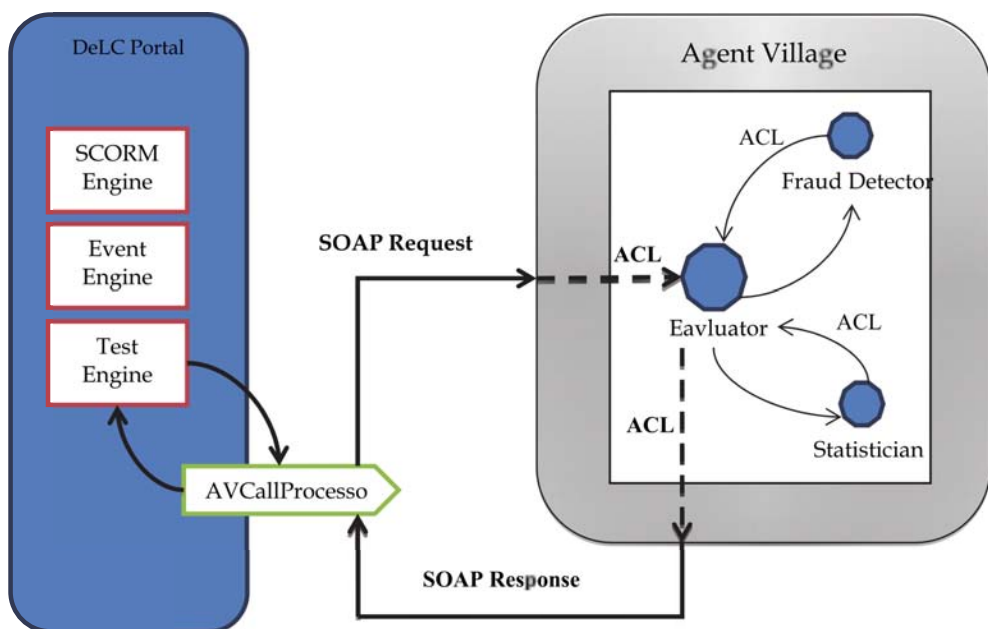 DeLC Portal
SCORM
Engine
Event
Engine
Test
Engine
AVCallProcesso
SOAP Request
SOAP Response
Agent Village
ACL
Fraud Detector
ACL
Eavluator
ACL
ACL
Statistician